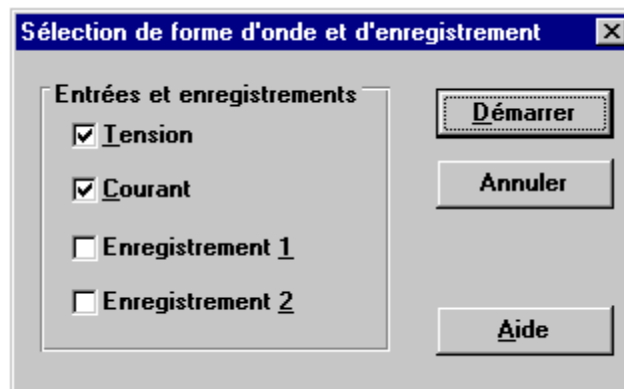 Sélection de forme d'onde et d'enregistrement
Entrées et enregistrements
Tension
Courant
Enregistrement 1
Enregistrement 2
Démarrer
Annuler
Aide